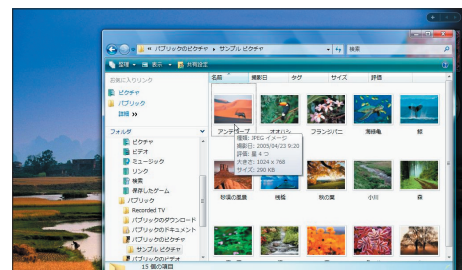 « パブリックのピクチャ ▸ サンプル ピクチャ
検索
整理
表示
共有設定
お気に入りリンク
ピクチャ
パブリック
詳細 »
フォルダ
ピクチャ
ビデオ
ミュージック
リンク
検索
保存したゲーム
パブリック
Recorded TV
パブリックのダウンロード
パブリックのドキュメント
パブリックのピクチャ
サンプル ピクチャ
パブリックのビデオ
名前 撮影日 タグ サイズ 評価
アンテロープ オオハシ フランジパニ 海緑亀 鯨
種類: JPEG イメージ
撮影日: 2005/04/23 9:20
評価: 星 4 つ
大きさ: 1024 x 768
サイズ: 290 KB
砂漠の風景 桟橋 秋の葉 小川 森
15 個の項目